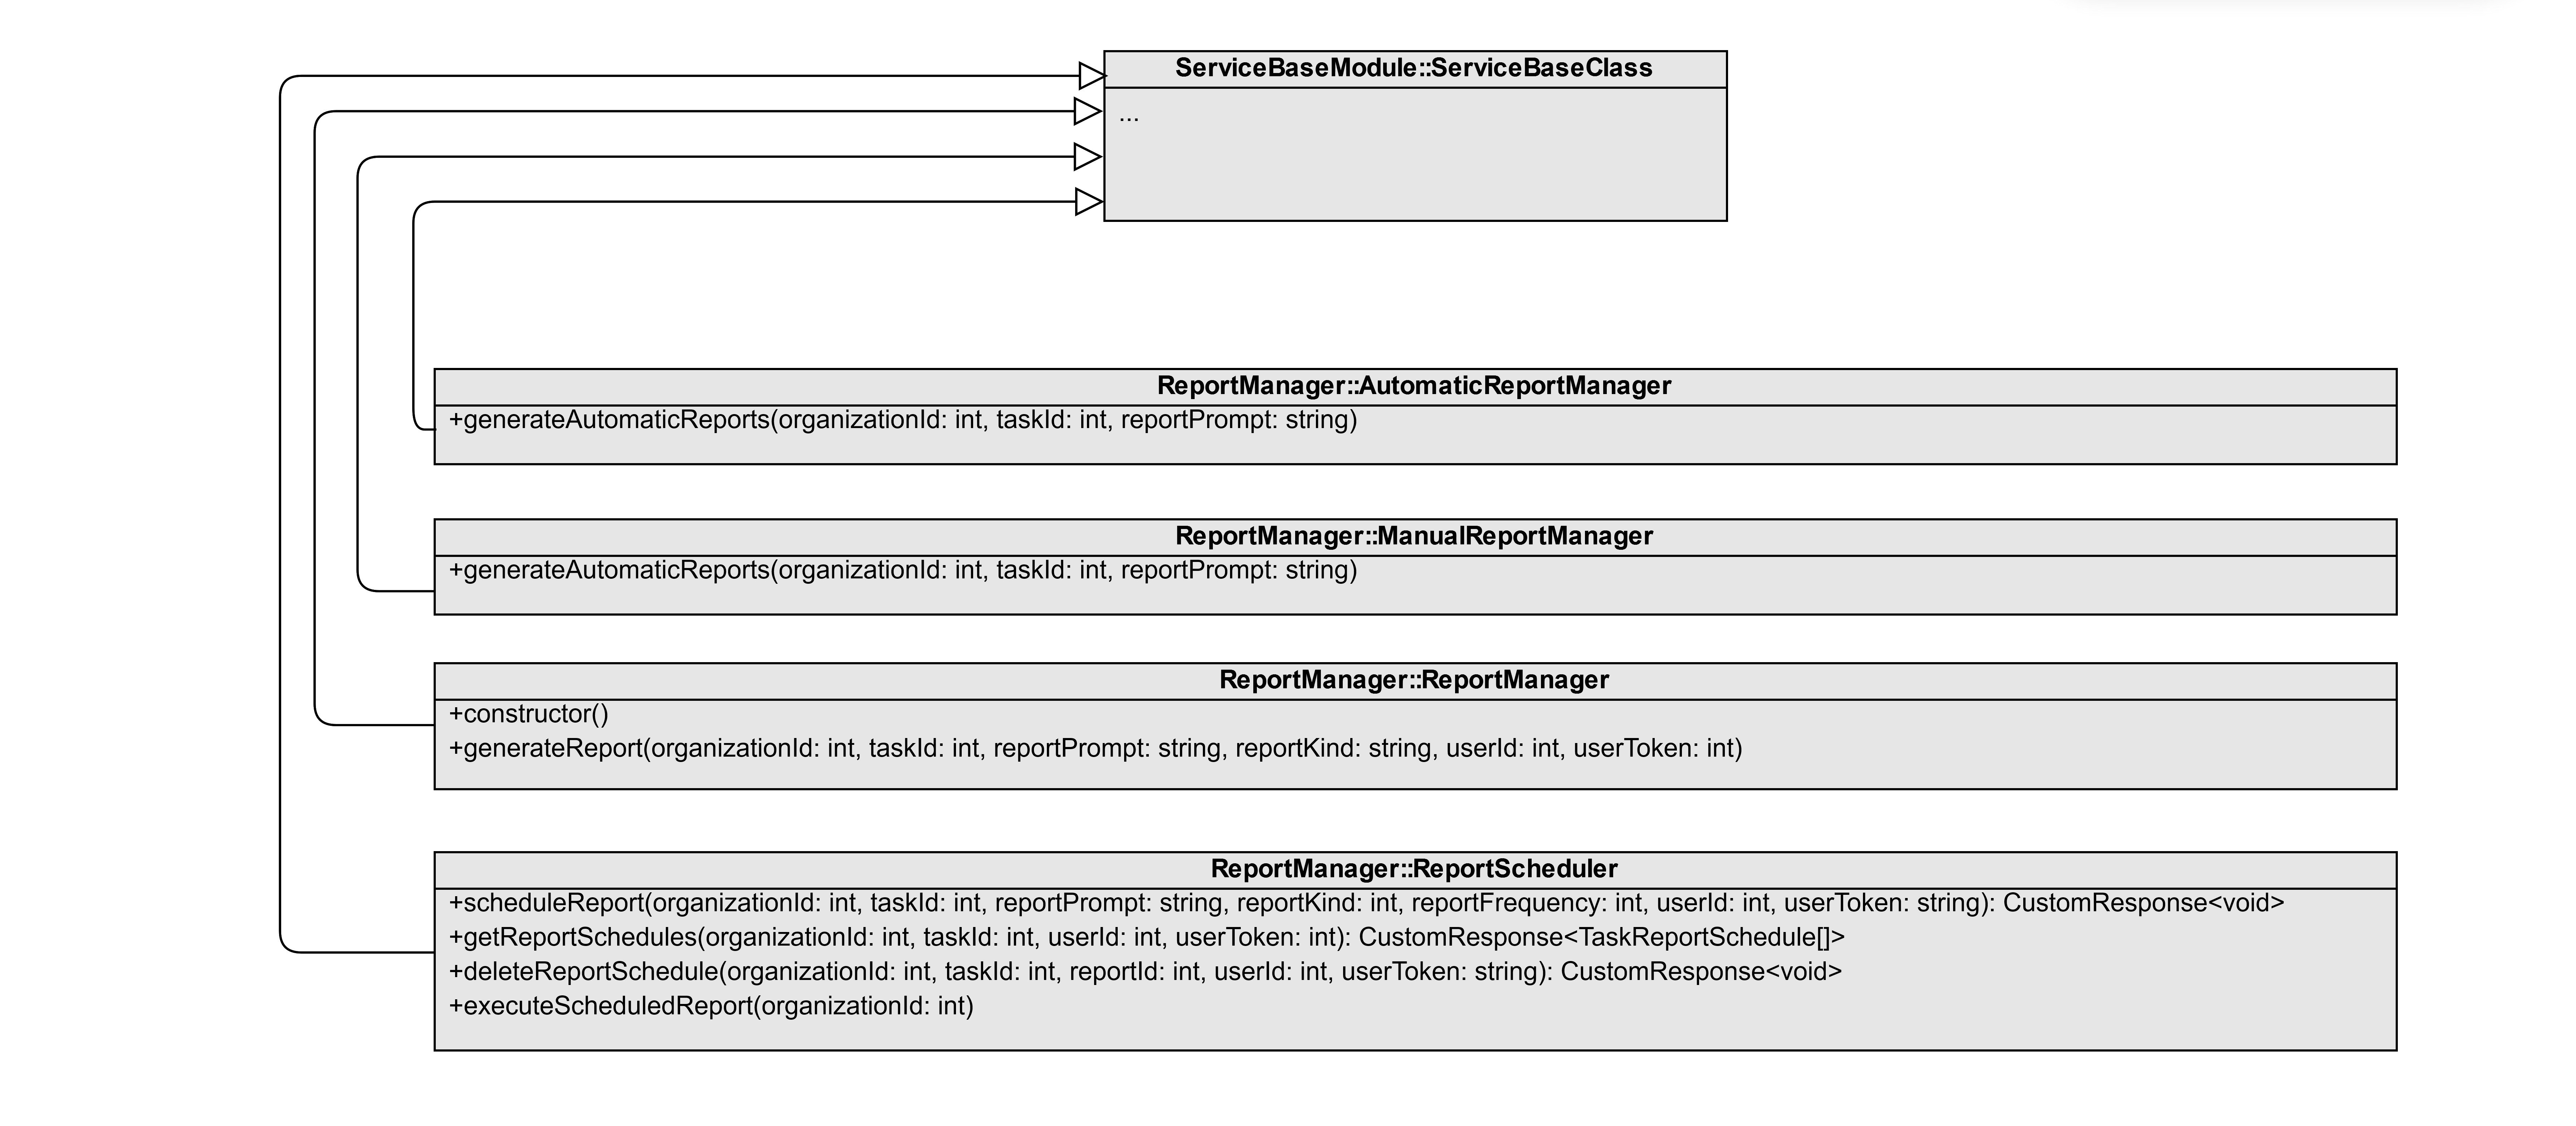 ServiceBaseModule::ServiceBaseClass
...
ReportManager::AutomaticReportManager
+generateAutomaticReports(organizationId: int, taskId: int, reportPrompt: string)
ReportManager::ManualReportManager
+generateAutomaticReports(organizationId: int, taskId: int, reportPrompt: string)
ReportManager::ReportManager
+constructor()
+generateReport(organizationId: int, taskId: int, reportPrompt: string, reportKind: string, userId: int, userToken: int)
ReportManager::ReportScheduler
+scheduleReport(organizationId: int, taskId: int, reportPrompt: string, reportKind: int, reportFrequency: int, userId: int, userToken: string): CustomResponse<void>
+getReportSchedules(organizationId: int, taskId: int, userId: int, userToken: int): CustomResponse<TaskReportSchedule[]>
+deleteReportSchedule(organizationId: int, taskId: int, reportId: int, userId: int, userToken: string): CustomResponse<void>
+executeScheduledReport(organizationId: int)